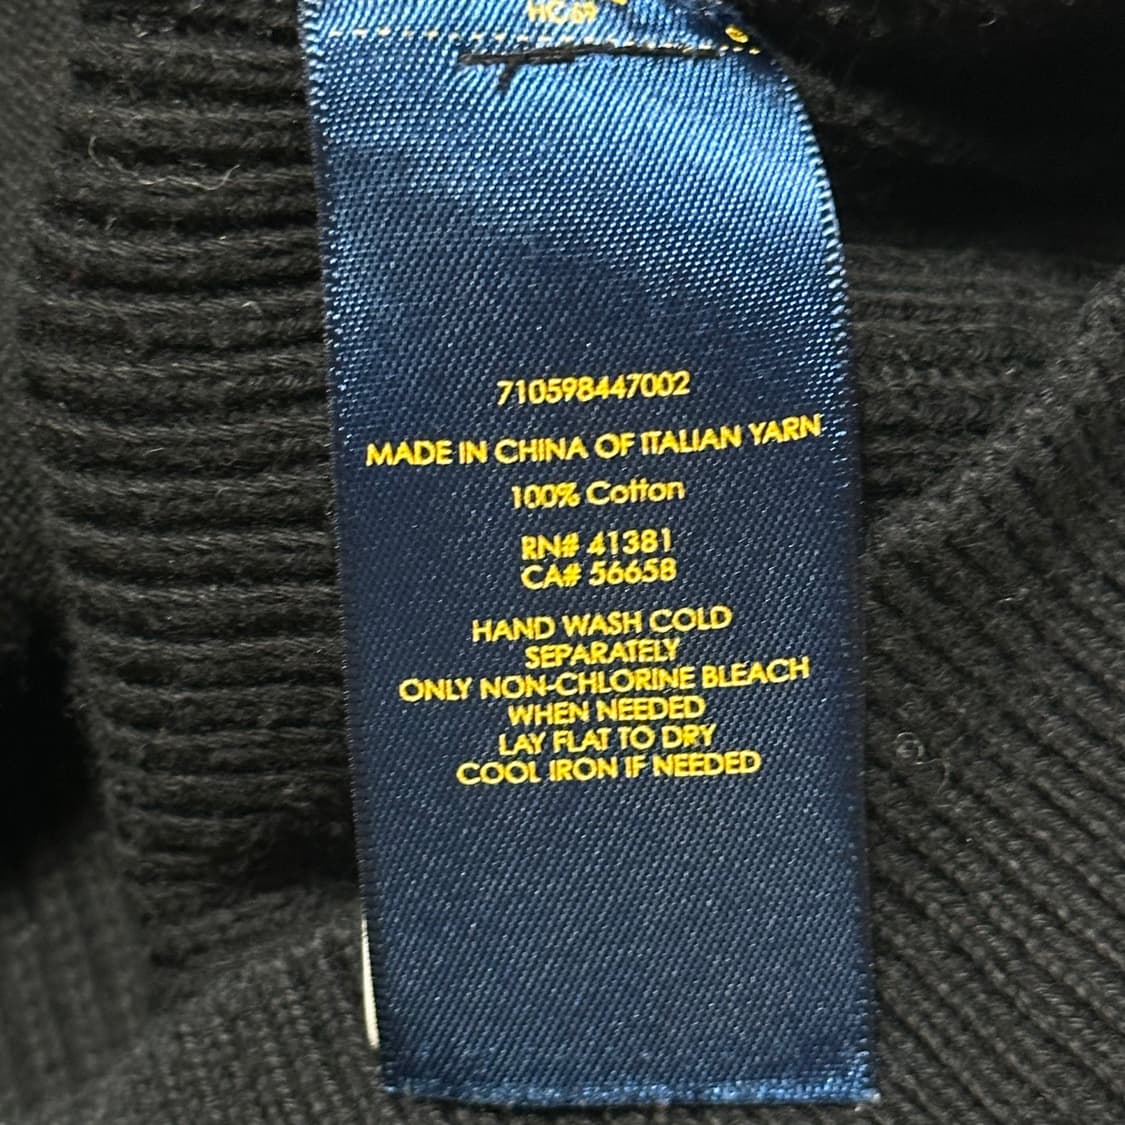 HC69
710598447002
MADE IN CHINA OF ITALIAN YARN
100% Cotton
RN# 41381
CA# 56658
HAND WASH COLD
SEPARATELY
ONLY NON-CHLORINE BLEACH
WHEN NEEDED
LAY FLAT TO DRY
COOL IRON IF NEEDED